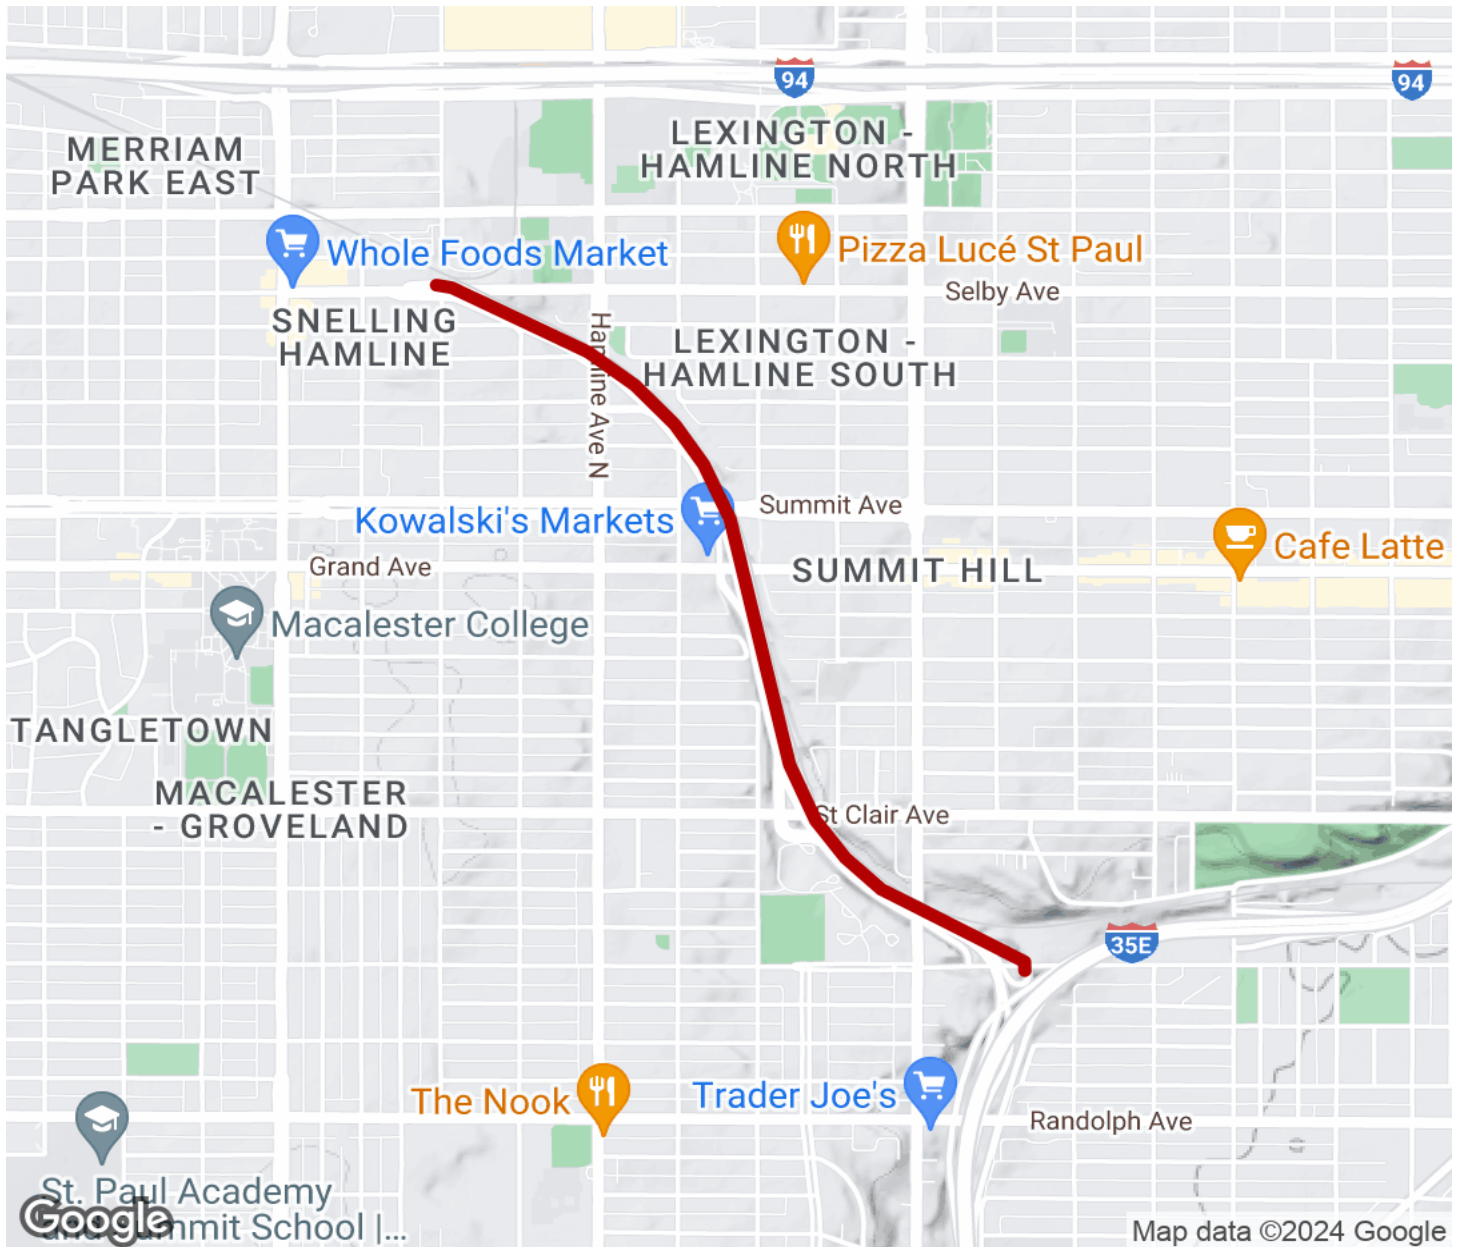 94
94
MERRIAM
PARK EAST
LEXINGTON -
HAMLINE NORTH
Whole Foods Market
Pizza Lucé St Paul
Selby Ave
SNELLING
HAMLINE
Hamline Ave N
LEXINGTON -
HAMLINE SOUTH
Kowalski's Markets
Summit Ave
Grand Ave
SUMMIT HILL
Cafe Latte
Macalester College
TANGLETOWN
MACALESTER
- GROVELAND
St Clair Ave
35E
The Nook
Trader Joe's
Randolph Ave
St. Paul Academy
and Summit School |...
Google
Map data ©2024 Google